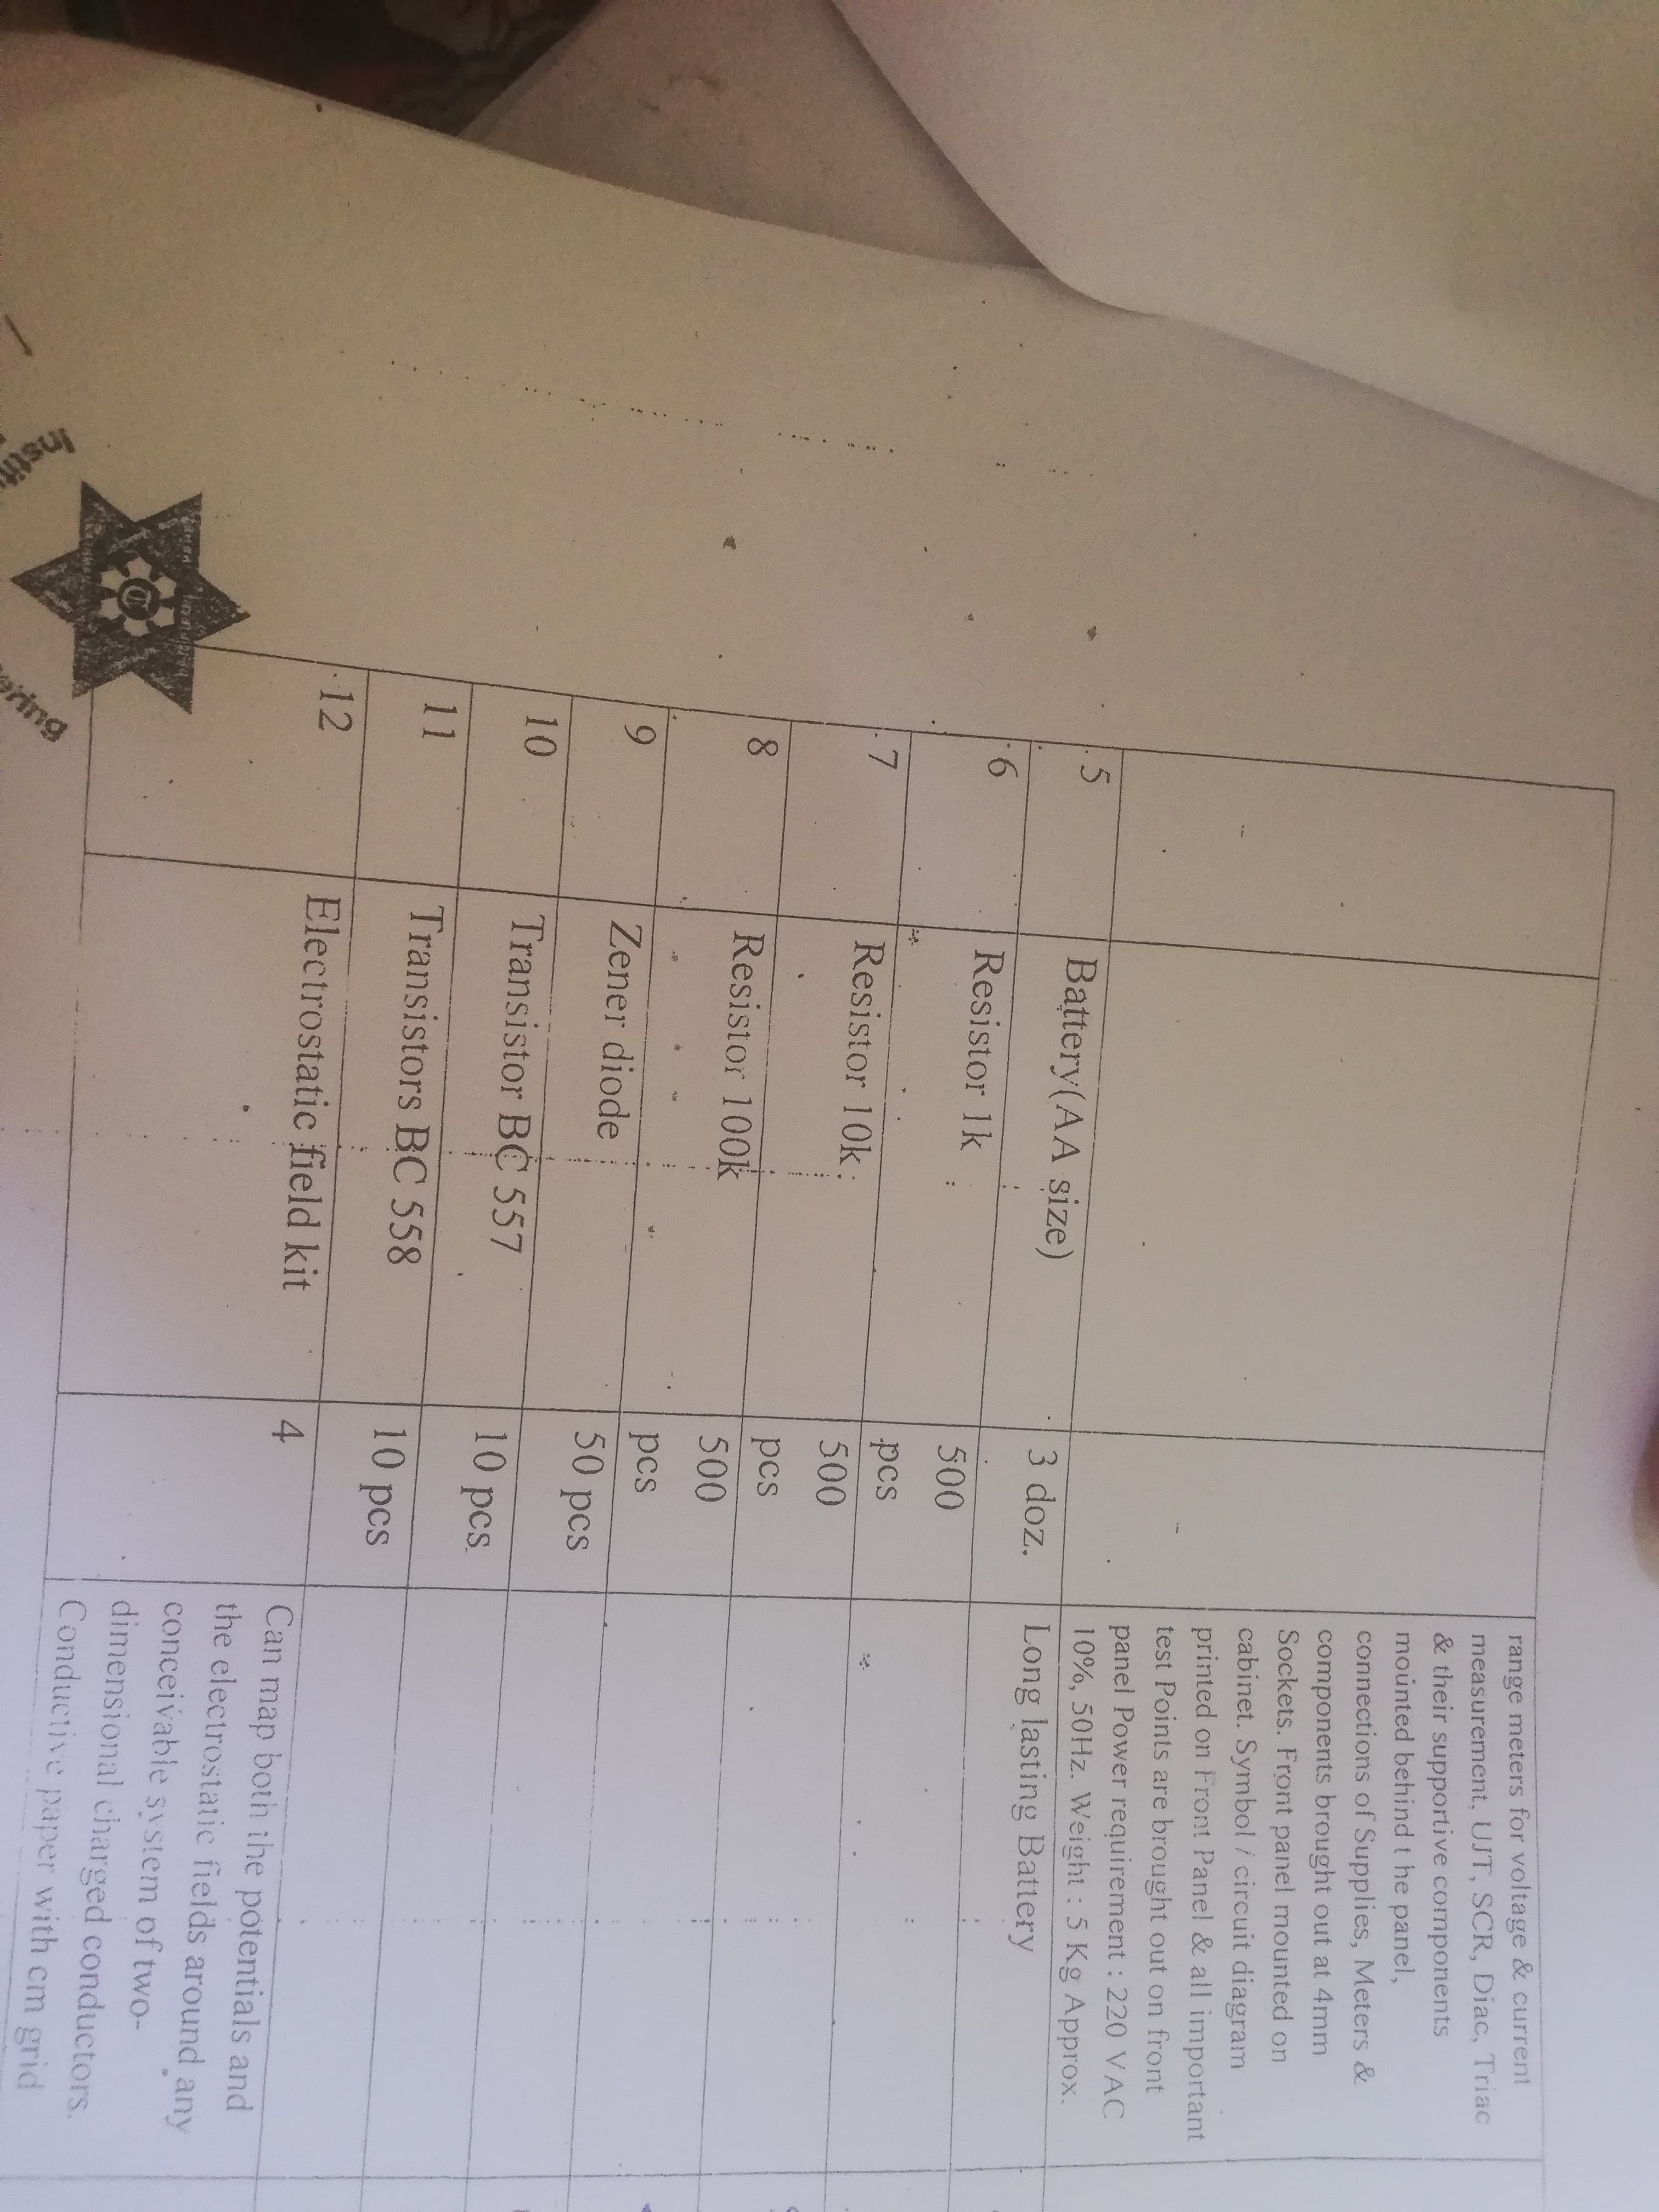 range meters for voltage & current
measurement, UJT, SCR, Diac, Triac
& their supportive components
mounted behind t he panel,
connections of Supplies, Meters &
components brought out at 4mm
Sockets. Front panel mounted on
cabinet. Symbol / circuit diagram
printed on Front Panel & all important
test Points are brought out on front
panel Power requirement : 220 VAC
10%, 50Hz. Weight : 5 Kg Approx.
5 Battery(AA size) 3 doz. Long lasting Battery
6 Resistor 1k 500
pcs
7 Resistor 10k 500
pcs
8 Resistor 100k 500
pcs
9 Zener diode 50 pcs
10 Transistor BC 557 10 pcs
11 Transistors BC 558 10 pcs
12 Electrostatic field kit 4 Can map both the potentials and
the electrostatic fields around any
conceivable system of two-
dimensional charged conductors.
Conductive paper with cm grid